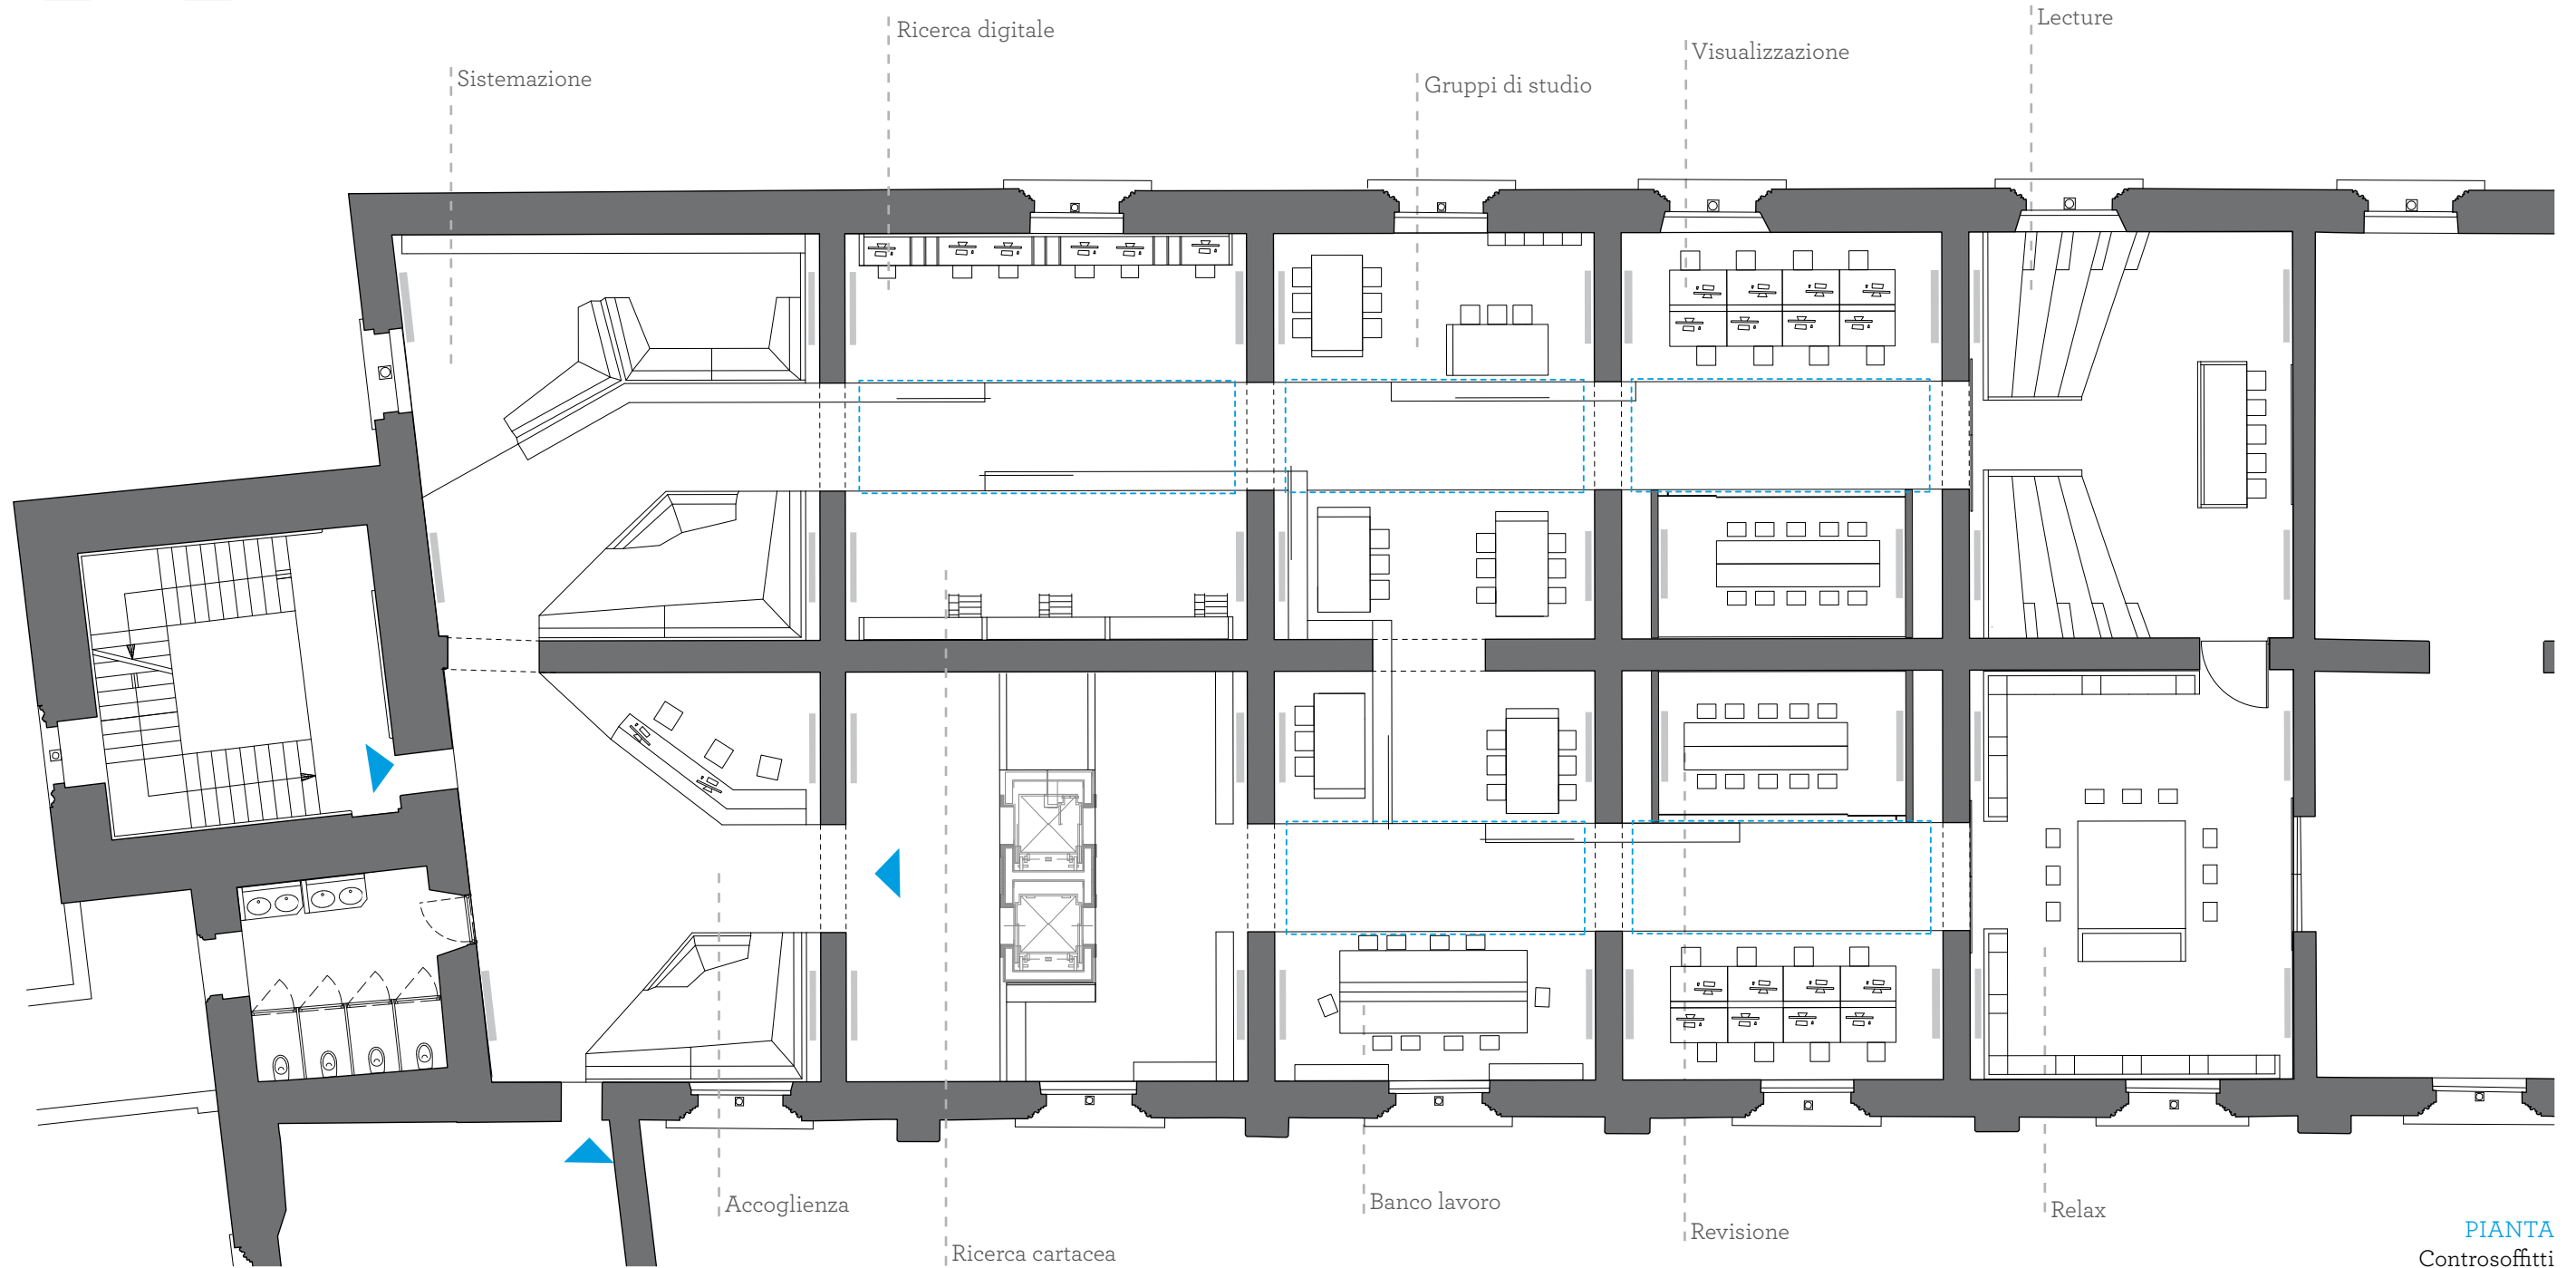 Lecture
Ricerca digitale
Visualizzazione
Sistemazione
Gruppi di studio
Accoglienza
Banco lavoro
Relax
Revisione
Ricerca cartacea
PIANTA
Controsoffitti